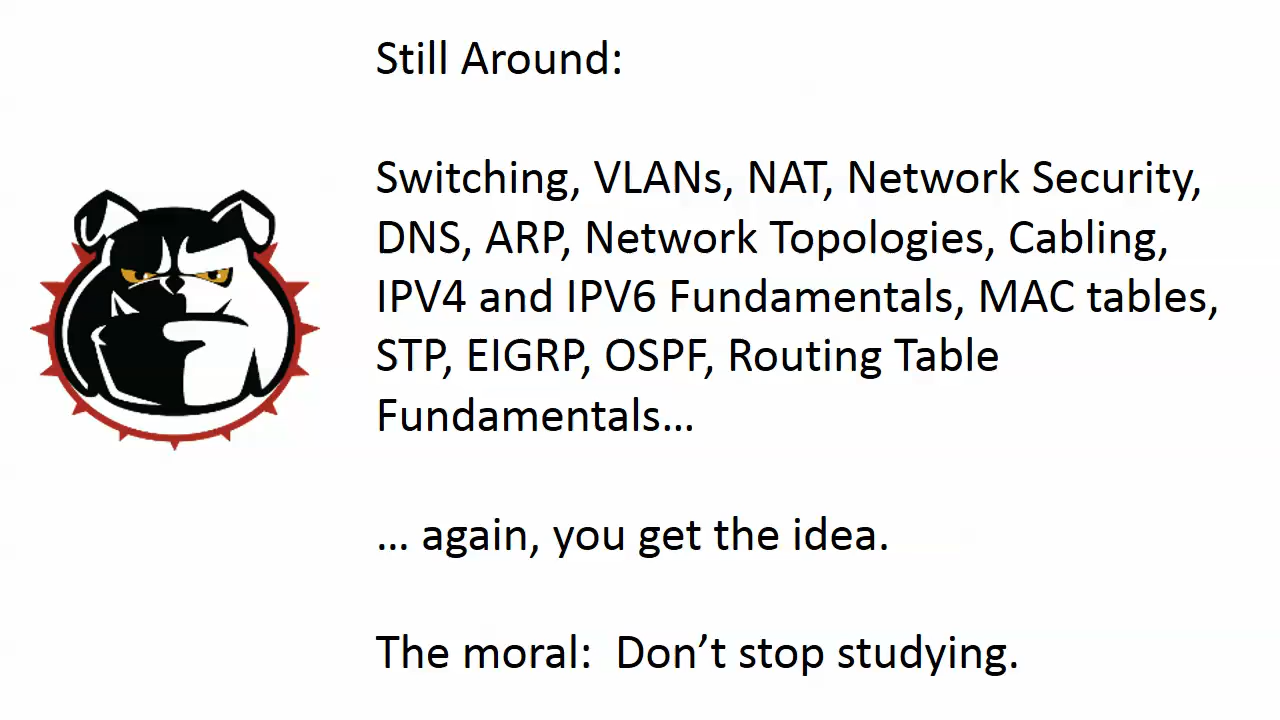 Still Around:
Switching, VLANs, NAT, Network Security,
DNS, ARP, Network Topologies, Cabling,
IPV4 and IPV6 Fundamentals, MAC tables,
STP, EIGRP, OSPF, Routing Table
Fundamentals…
… again, you get the idea.
The moral:  Don’t stop studying.